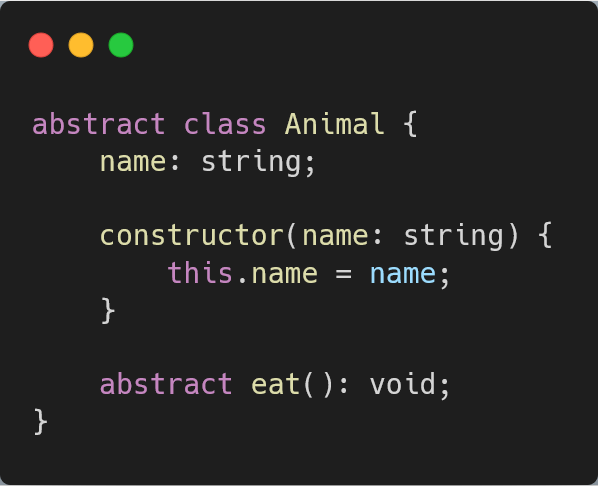 abstract class Animal {
    name: string;

    constructor(name: string) {
        this.name = name;
    }

    abstract eat(): void;
}